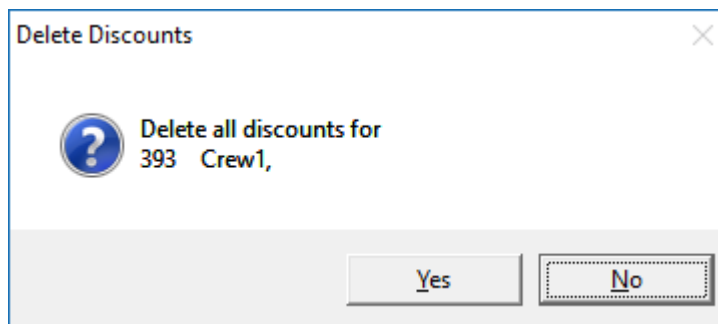 Delete Discounts
Delete all discounts for
393 Crew1,
Yes
No